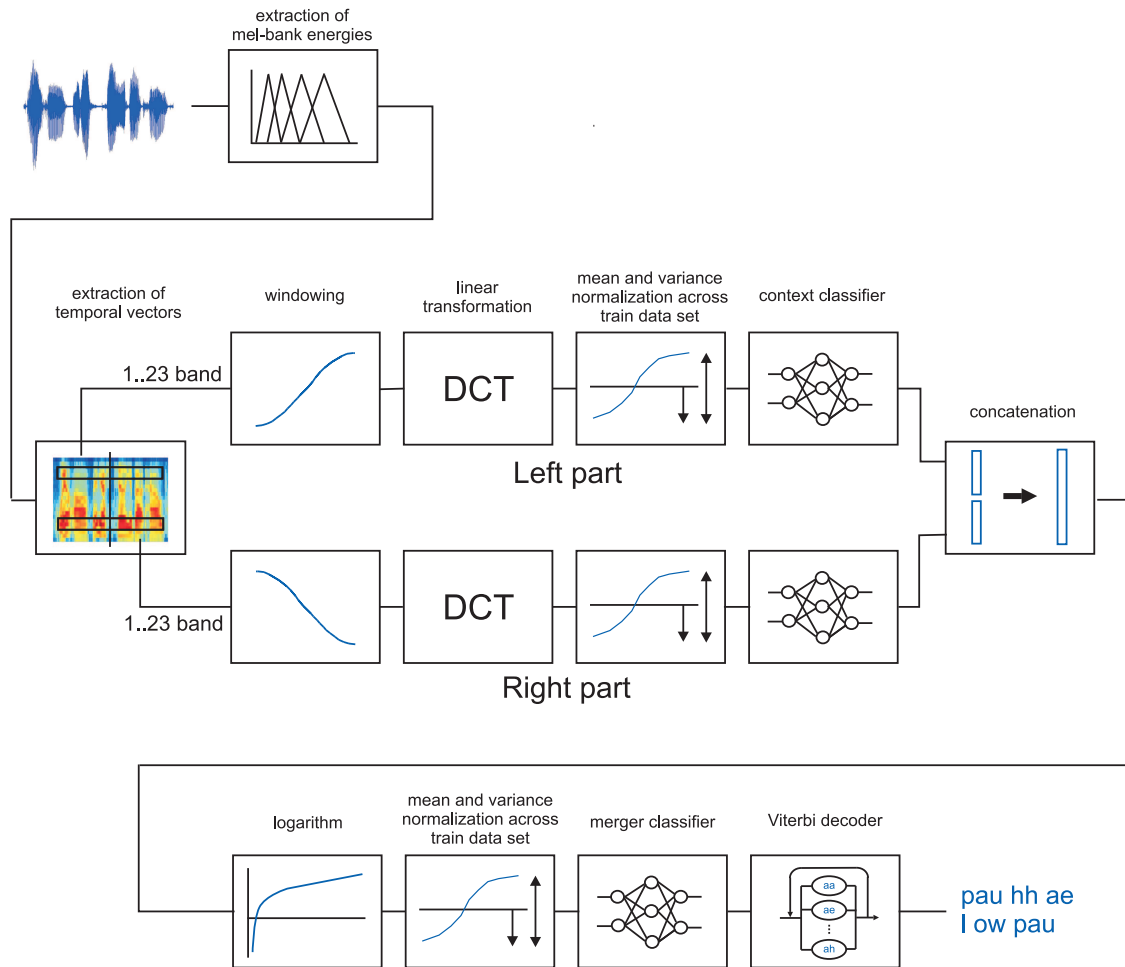 extraction of
mel-bank energies
extraction of
temporal vectors
windowing
linear
transformation
mean and variance
normalization across
train data set
context classifier
1..23 band
DCT
concatenation
Left part
1..23 band
DCT
Right part
logarithm
mean and variance
normalization across
train data set
merger classifier
Viterbi decoder
aa
ae
⋮
ah
pau hh ae
l ow pau